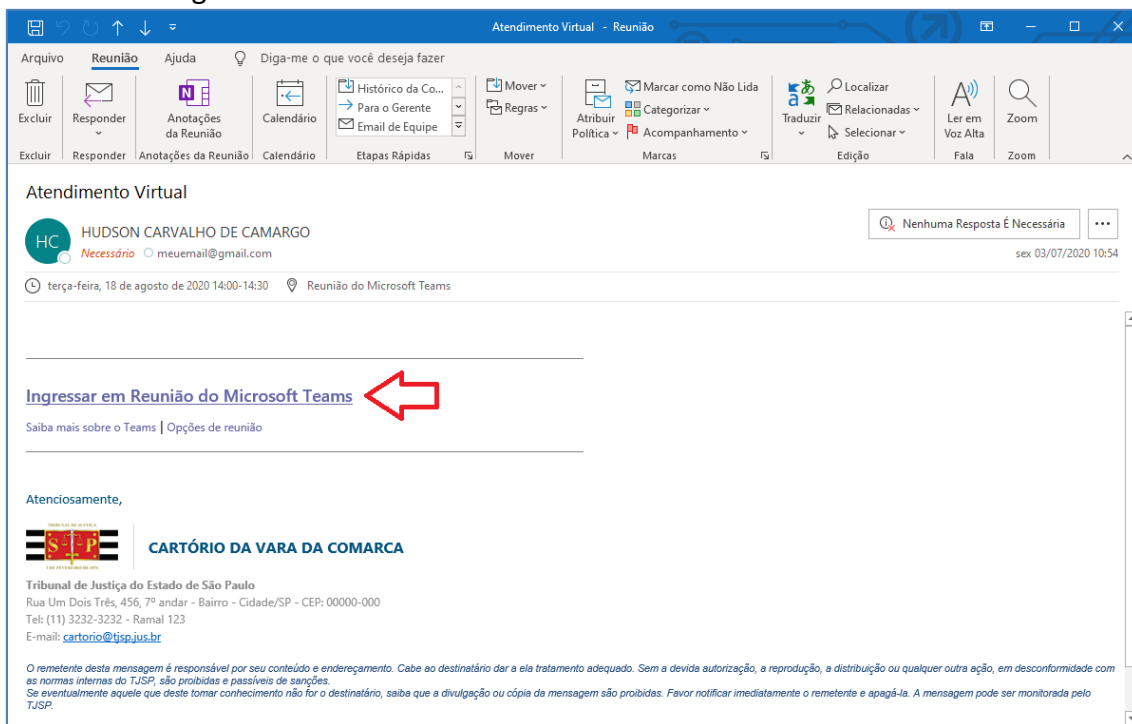 Atendimento Virtual - Reunião
Arquivo Reunião Ajuda Diga-me o que você deseja fazer
Excluir
Responder
Anotações da Reunião
Calendário
Histórico da Co...
Para o Gerente
Email de Equipe
Mover
Regras
Atribuir Política
Marcar como Não Lida
Categorizar
Acompanhamento
Traduzir
Localizar
Relacionadas
Selecionar
Ler em Voz Alta
Zoom
Excluir Responder Anotações da Reunião Calendário Etapas Rápidas Mover Marcas Edição Fala Zoom
Atendimento Virtual
HC
HUDSON CARVALHO DE CAMARGO
Necessário meuemail@gmail.com
Nenhuma Resposta É Necessária
sex 03/07/2020 10:54
terça-feira, 18 de agosto de 2020 14:00-14:30 Reunião do Microsoft Teams
Ingressar em Reunião do Microsoft Teams
Saiba mais sobre o Teams | Opções de reunião
Atenciosamente,
S P
CARTÓRIO DA VARA DA COMARCA
Tribunal de Justiça do Estado de São Paulo
Rua Um Dois Três, 456, 7º andar - Bairro - Cidade/SP - CEP: 00000-000
Tel: (11) 3232-3232 - Ramal 123
E-mail: cartorio@tjsp.jus.br
O remetente desta mensagem é responsável por seu conteúdo e endereçamento. Cabe ao destinatário dar a ela tratamento adequado. Sem a devida autorização, a reprodução, a distribuição ou qualquer outra ação, em desconformidade com
as normas internas do TJSP, são proibidas e passíveis de sanções.
Se eventualmente aquele que deste tomar conhecimento não for o destinatário, saiba que a divulgação ou cópia da mensagem são proibidas. Favor notificar imediatamente o remetente e apagá-la. A mensagem pode ser monitorada pelo
TJSP.